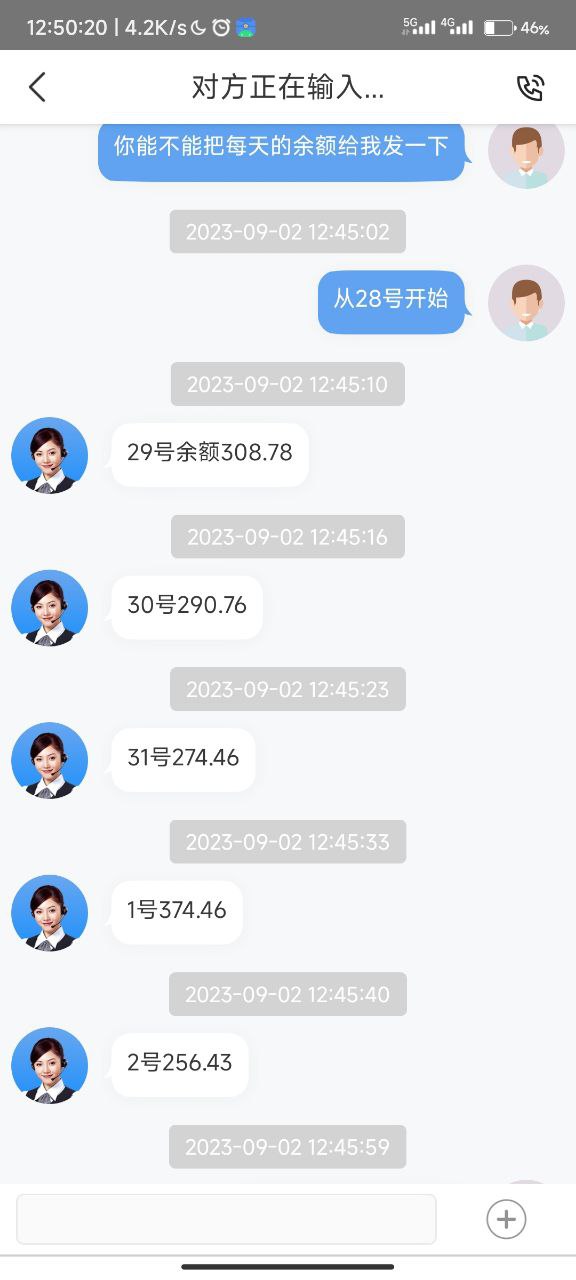 12:50:20 | 4.2K/s
5G 4G 46%
对方正在输入...
你能不能把每天的余额给我发一下
2023-09-02 12:45:02
从28号开始
2023-09-02 12:45:10
29号余额308.78
2023-09-02 12:45:16
30号290.76
2023-09-02 12:45:23
31号274.46
2023-09-02 12:45:33
1号374.46
2023-09-02 12:45:40
2号256.43
2023-09-02 12:45:59